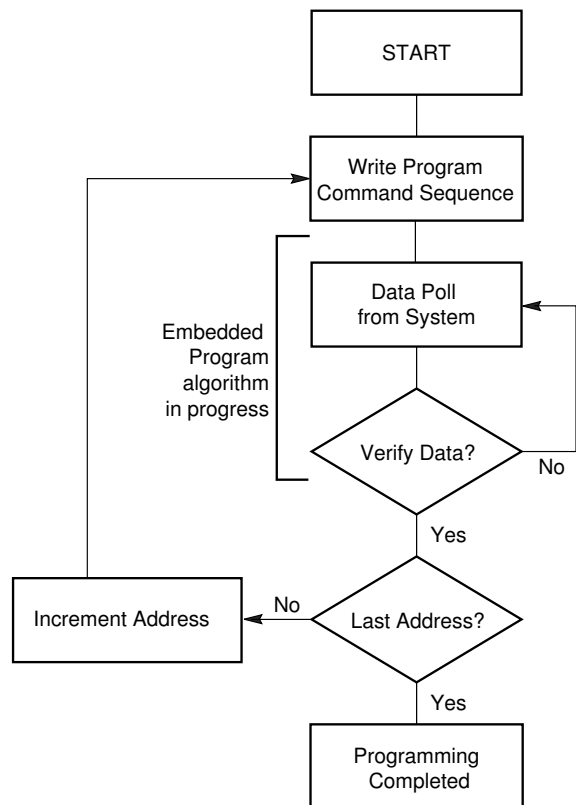 START
Write Program
Command Sequence
Data Poll
from System
Embedded
Program
algorithm
in progress
Verify Data?
No
Yes
Last Address?
No
Increment Address
Yes
Programming
Completed